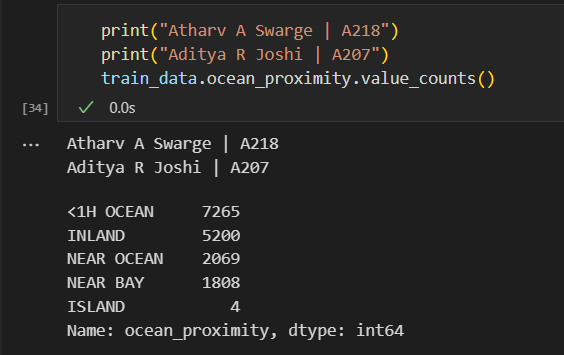 print("Atharv A Swarge | A218")
print("Aditya R Joshi | A207")
train_data.ocean_proximity.value_counts()
[34] 0.0s
... Atharv A Swarge | A218
Aditya R Joshi | A207
<1H OCEAN 7265
INLAND 5200
NEAR OCEAN 2069
NEAR BAY 1808
ISLAND 4
Name: ocean_proximity, dtype: int64